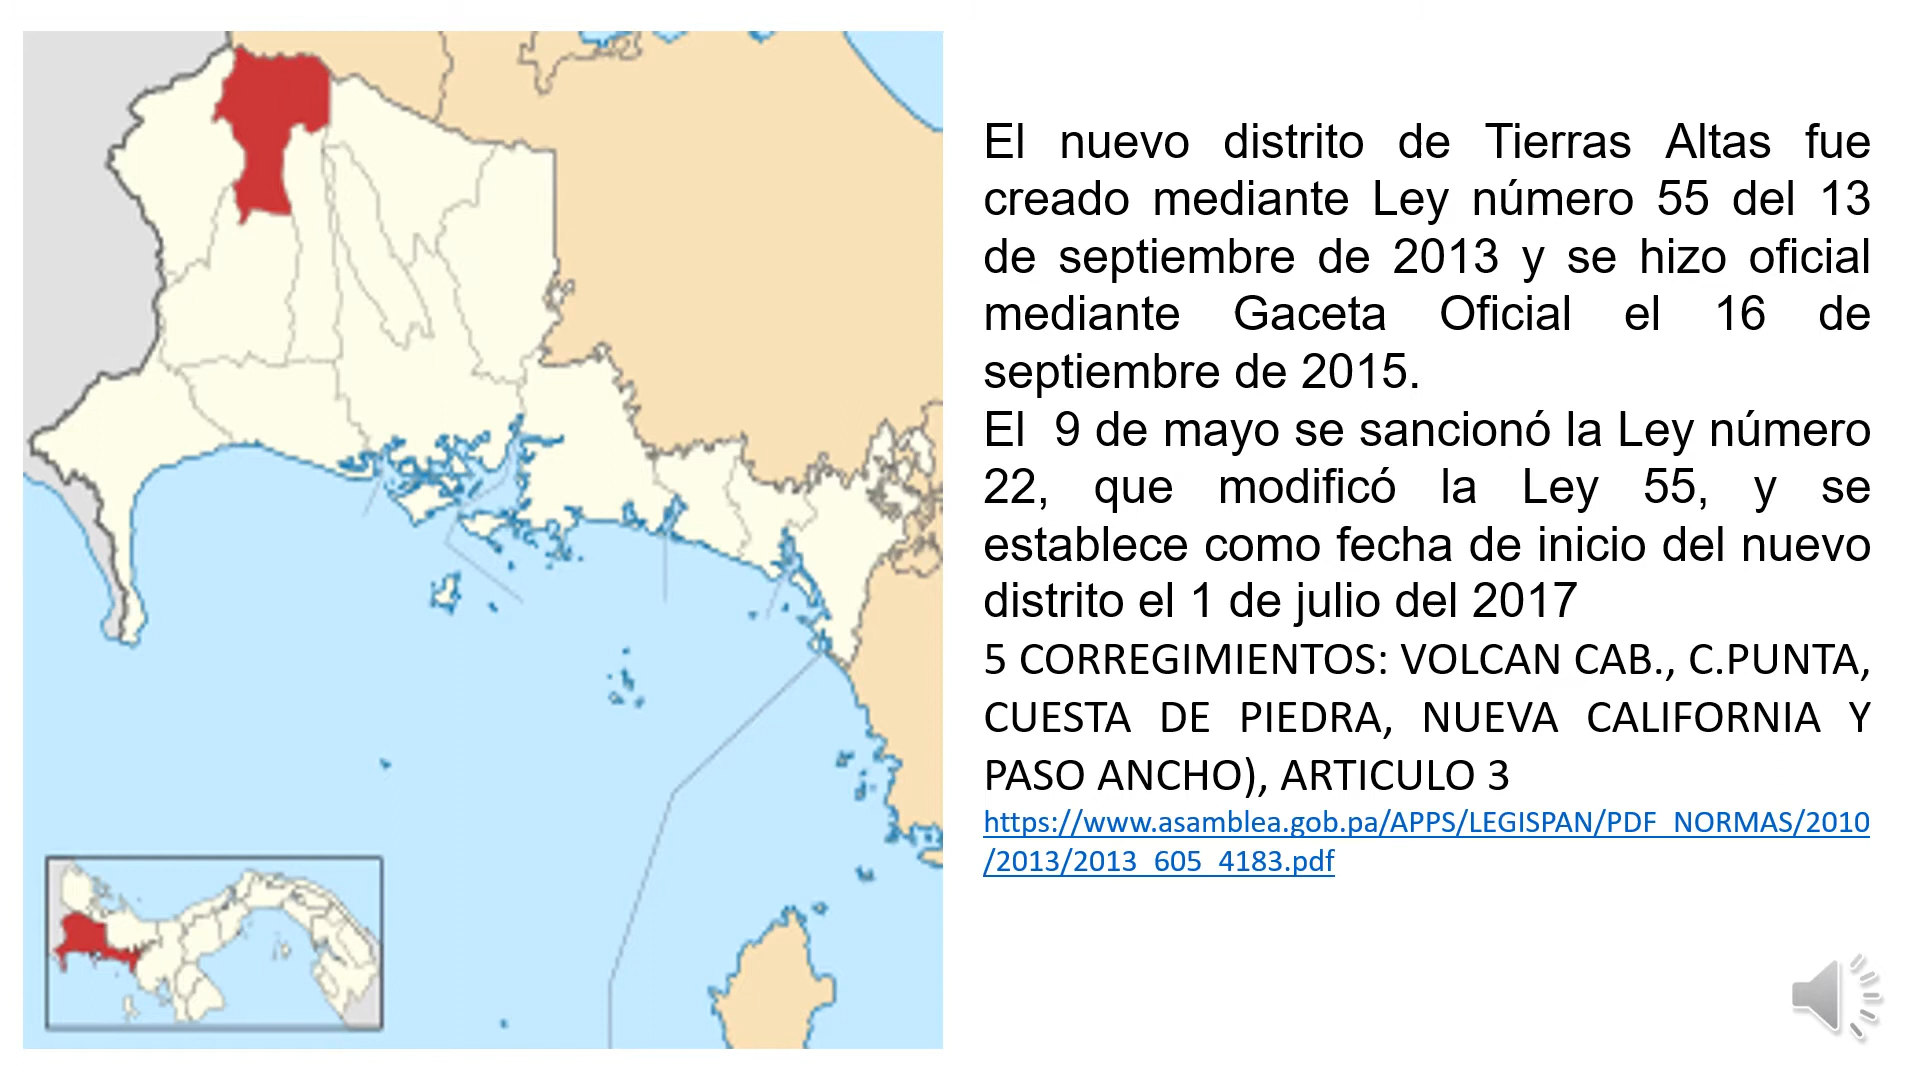 El nuevo distrito de Tierras Altas fue
creado mediante Ley número 55 del 13
de septiembre de 2013 y se hizo oficial
mediante Gaceta Oficial el 16 de
septiembre de 2015.
El 9 de mayo se sancionó la Ley número
22, que modificó la Ley 55, y se
establece como fecha de inicio del nuevo
distrito el 1 de julio del 2017
5 CORREGIMIENTOS: VOLCAN CAB., C.PUNTA,
CUESTA DE PIEDRA, NUEVA CALIFORNIA Y
PASO ANCHO), ARTICULO 3
https://www.asamblea.gob.pa/APPS/LEGISPAN/PDF_NORMAS/2010
/2013/2013_605_4183.pdf